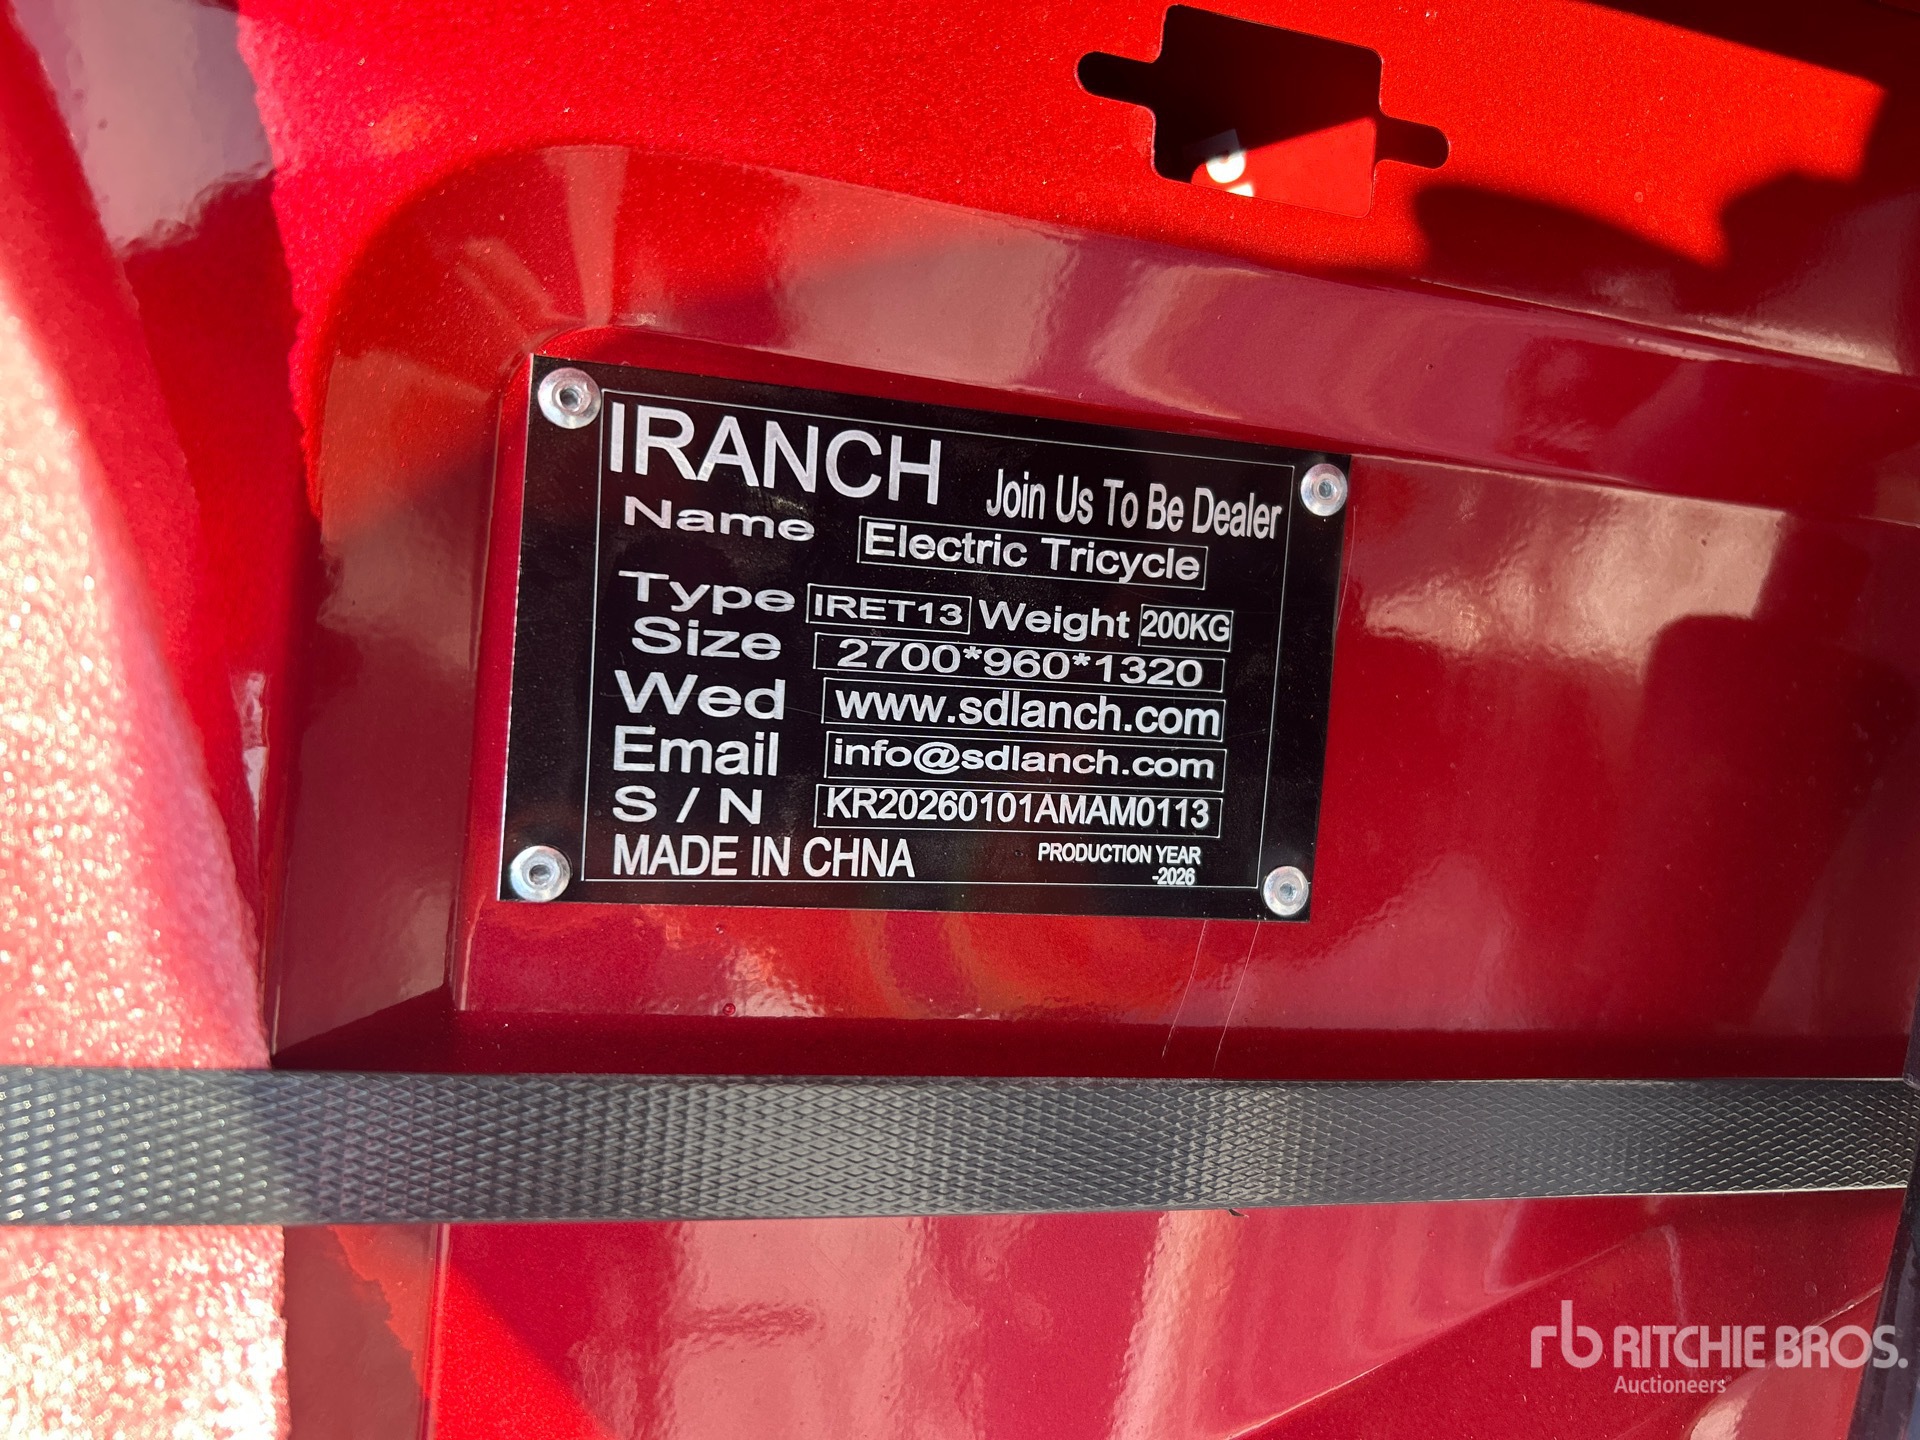 IRANCH
Join Us To Be Dealer
Name Electric Tricycle
Type IRET13 Weight 200KG
Size 2700*960*1320
Wed www.sdlanch.com
Email info@sdlanch.com
S / N KR20260101AMAM0113
MADE IN CHNA
PRODUCTION YEAR
-2026
rb RITCHIE BROS.
Auctioneers